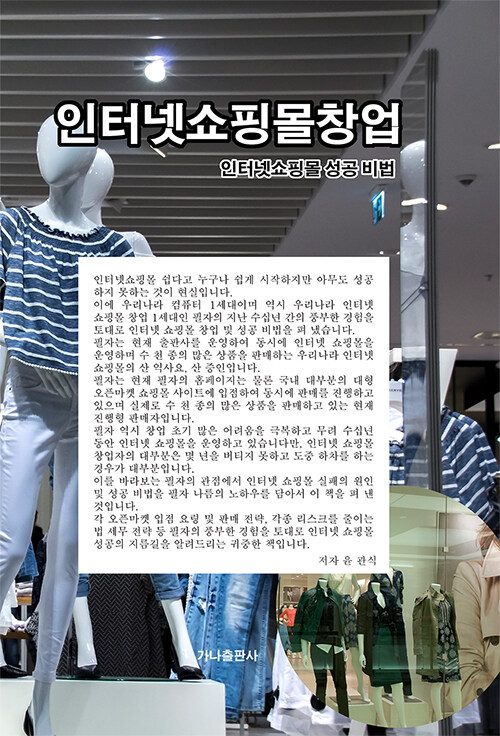 인터넷쇼핑몰창업
인터넷쇼핑몰 성공 비법
인터넷쇼핑몰 쉽다고 누구나 쉽게 시작하지만 아무도 성공
하지 못하는 것이 현실입니다.
이에 우리나라 컴퓨터 1세대이며 역시 우리나라 인터넷
쇼핑몰 창업 1세대인 필자의 지난 수십년 간의 풍부한 경험을
토대로 인터넷 쇼핑몰 창업 및 성공 비법을 펴 냈습니다.
필자는 현재 출판사를 운영하여 동시에 인터넷 쇼핑몰을
운영하며 수 천 종의 많은 상품을 판매하는 우리나라 인터넷
쇼핑몰의 산 역사요, 산 증인입니다.
필자는 현재 필자의 홈페이지는 물론 국내 대부분의 대형
오픈마켓 쇼핑몰 사이트에 입점하여 동시에 판매를 진행하고
있으며 실제로 수 천 종의 많은 상품을 판매하고 있는 현재
진행형 판매자입니다.
필자 역시 창업 초기 많은 어려움을 극복하고 무려 수십년
동안 인터넷 쇼핑몰을 운영하고 있습니다만, 인터넷 쇼핑몰
창업자의 대부분은 몇 년을 버티지 못하고 도중 하차를 하는
경우가 대부분입니다.
이를 바라보는 필자의 관점에서 인터넷 쇼핑몰 실패의 원인
및 성공 비법을 필자 나름의 노하우를 담아서 이 책을 펴 낸
것입니다.
각 오픈마켓 입점 요령 및 판매 전략, 각종 리스크를 줄이는
법 세무 전략 등 필자의 풍부한 경험을 토대로 인터넷 쇼핑몰
성공의 지름길을 알려드리는 귀중한 책입니다.
저자 윤 관식
가나출판사